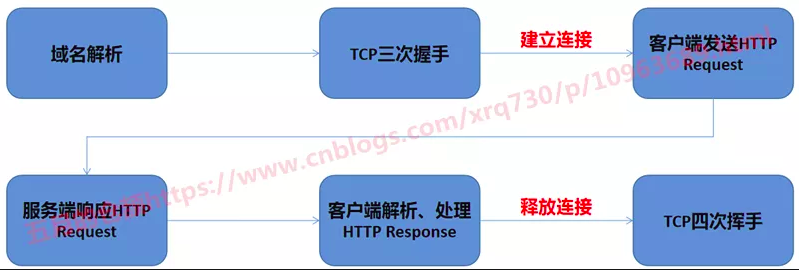 域名解析
TCP三次握手
建立连接
客户端发送HTTP
Request
服务端响应HTTP
Request
客户端解析、处理
HTTP Response
释放连接
TCP四次挥手
https://www.cnblogs.com/xrq730/p/